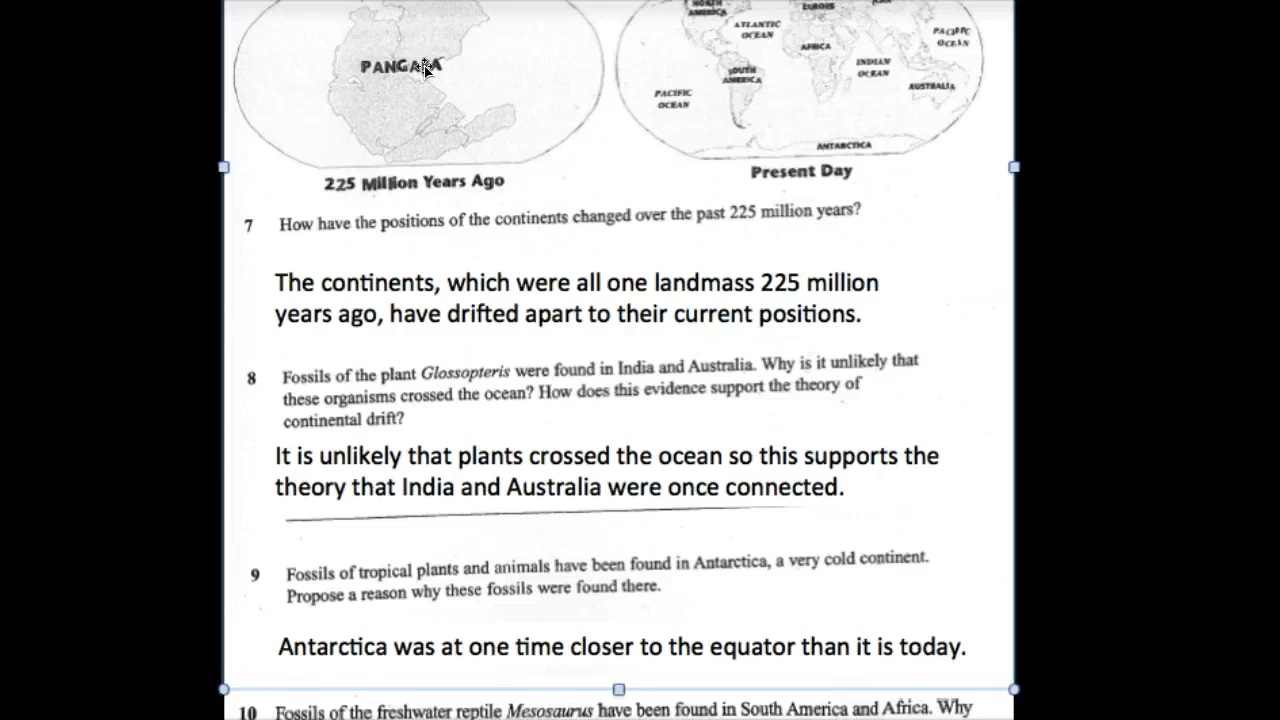 NORTH
AMERICA
EUROPE
ATLANTIC
OCEAN
PACIFIC
OCEAN
AFRICA
PANGAEA
INDIAN
OCEAN
SOUTH
AMERICA
AUSTRALIA
PACIFIC
OCEAN
ANTARCTICA
225 Million Years Ago
Present Day
7 How have the positions of the continents changed over the past 225 million years?
The continents, which were all one landmass 225 million
years ago, have drifted apart to their current positions.
8 Fossils of the plant Glossopteris were found in India and Australia. Why is it unlikely that
these organisms crossed the ocean? How does this evidence support the theory of
continental drift?
It is unlikely that plants crossed the ocean so this supports the
theory that India and Australia were once connected.
9 Fossils of tropical plants and animals have been found in Antarctica, a very cold continent.
Propose a reason why these fossils were found there.
Antarctica was at one time closer to the equator than it is today.
10 Fossils of the freshwater reptile Mesosaurus have been found in South America and Africa. Why